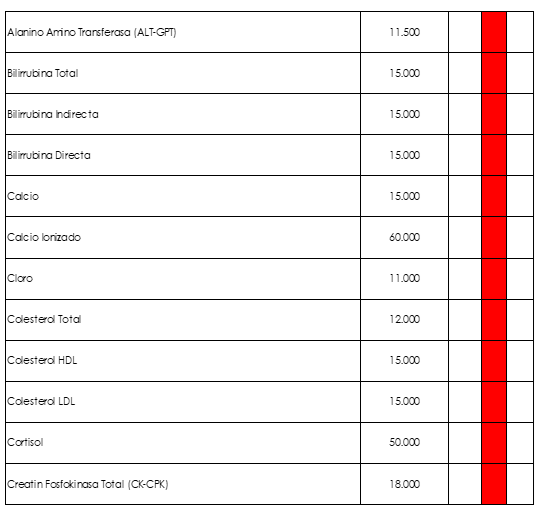 Alanino Amino Transferasa (ALT-GPT) 11.500
Bilirrubina Total 15.000
Bilirrubina Indirecta 15.000
Bilirrubina Directa 15.000
Calcio 15.000
Calcio Ionizado 60.000
Cloro 11.000
Colesterol Total 12.000
Colesterol HDL 15.000
Colesterol LDL 15.000
Cortisol 50.000
Creatin Fosfokinasa Total (CK-CPK) 18.000